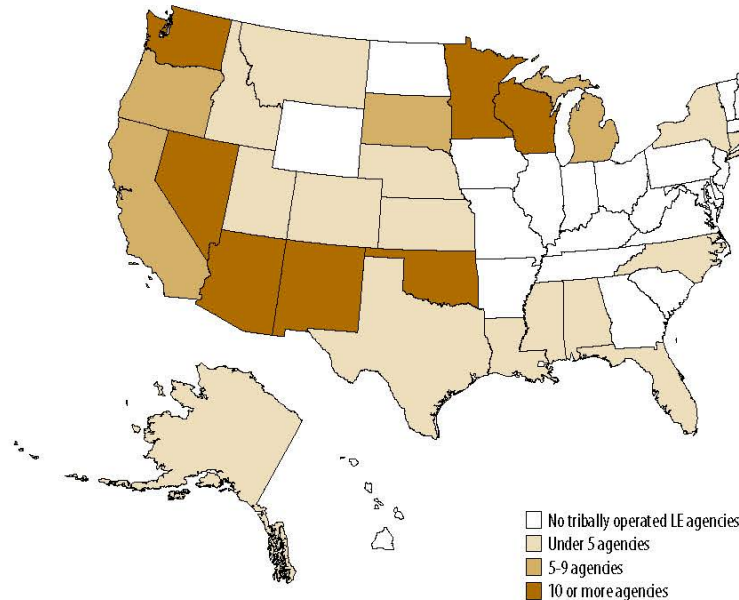 No tribally operated LE agencies
Under 5 agencies
5-9 agencies
10 or more agencies